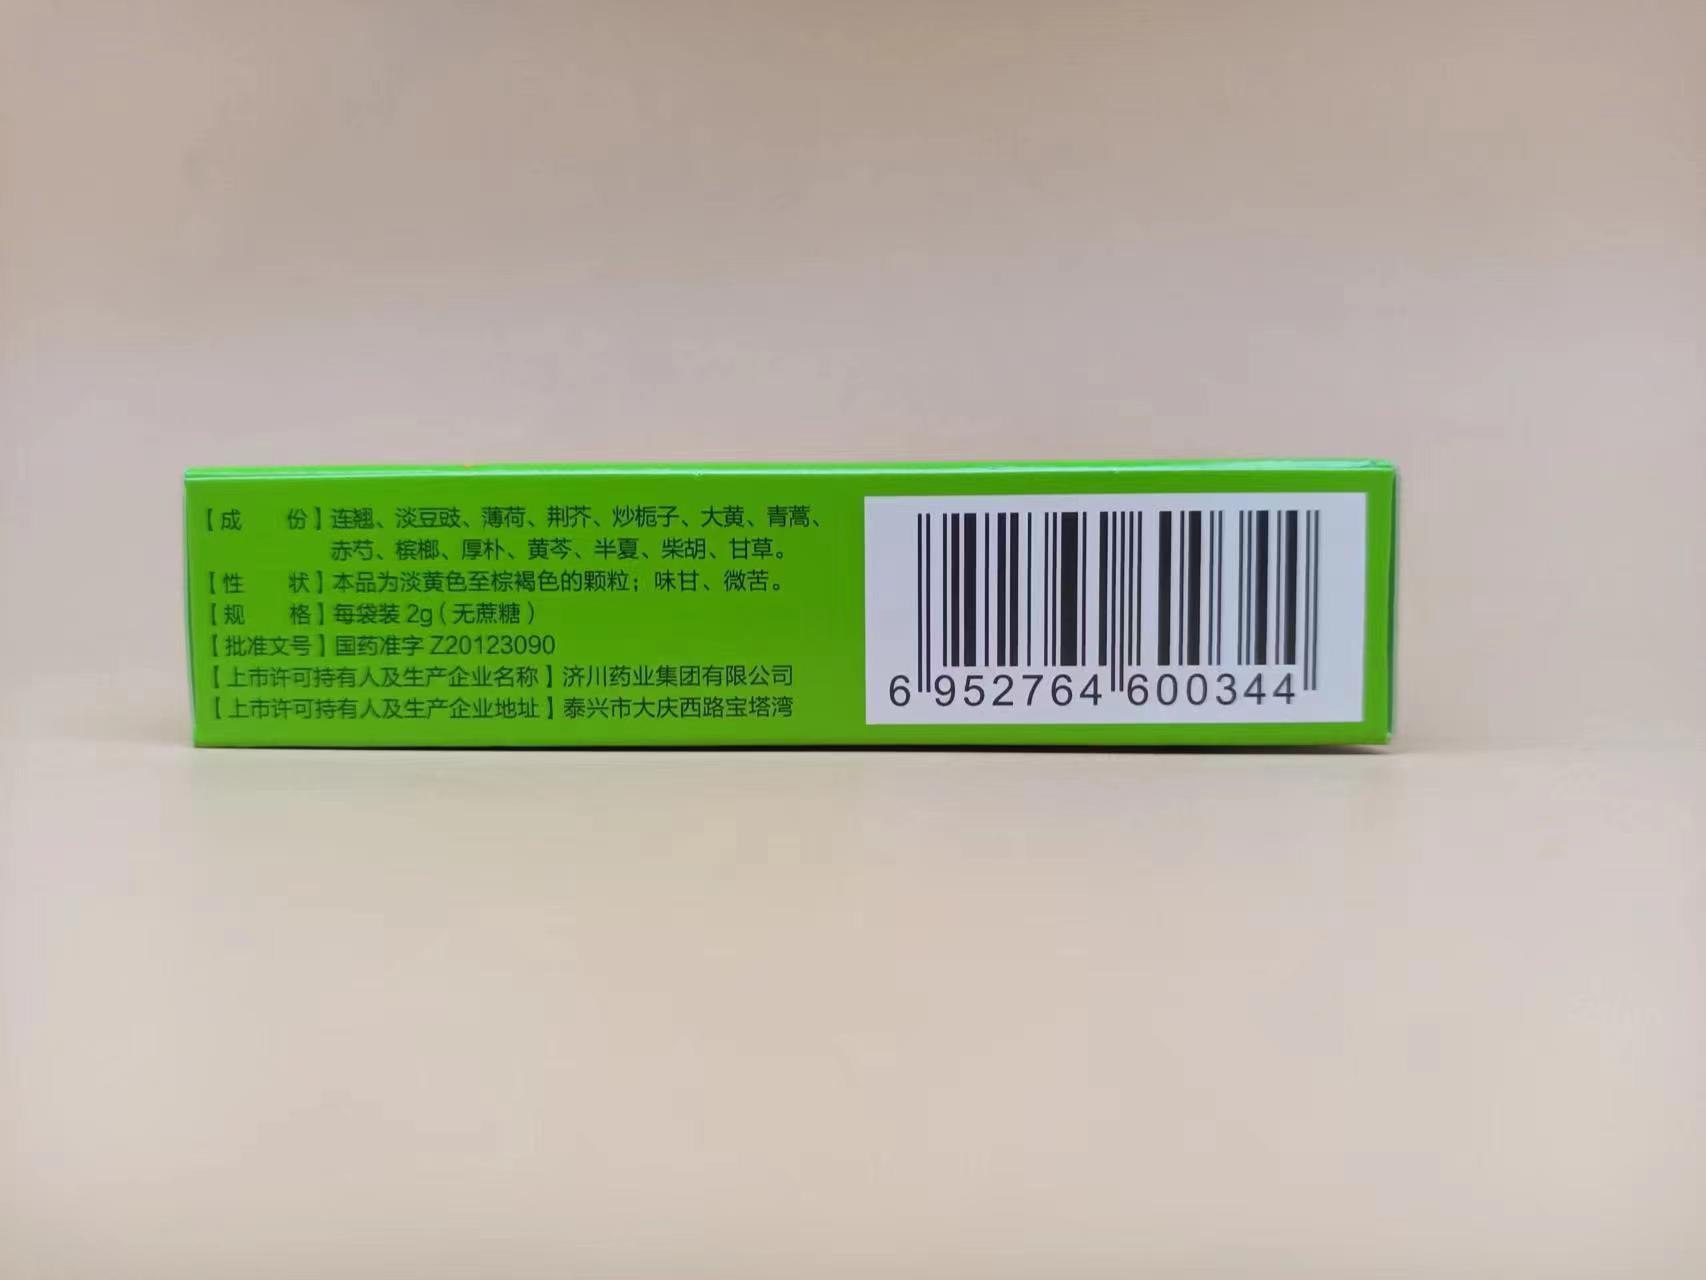 【成　　份】连翘、淡豆豉、薄荷、荆芥、炒栀子、大黄、青蒿、
赤芍、槟榔、厚朴、黄芩、半夏、柴胡、甘草。
【性　　状】本品为淡黄色至棕褐色的颗粒；味甘、微苦。
【规　　格】每袋装 2g（无蔗糖）
【批准文号】国药准字 Z20123090
【上市许可持有人及生产企业名称】济川药业集团有限公司
【上市许可持有人及生产企业地址】泰兴市大庆西路宝塔湾
6 952764 600344